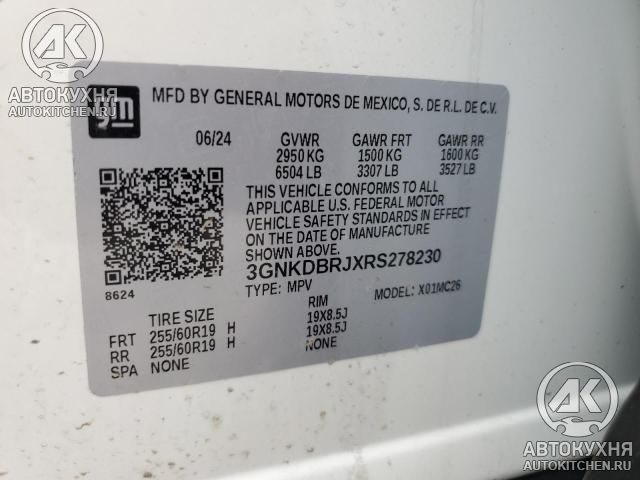 AK
АВТОКУХНЯ
AUTOKITCHEN.RU
gm
MFD BY GENERAL MOTORS DE MEXICO, S. DE R.L. DE C.V.
06/24 GVWR GAWR FRT GAWR RR
2950 KG 1500 KG 1600 KG
6504 LB 3307 LB 3527 LB
THIS VEHICLE CONFORMS TO ALL
APPLICABLE U.S. FEDERAL MOTOR
VEHICLE SAFETY STANDARDS IN EFFECT
ON THE DATE OF MANUFACTURE
SHOWN ABOVE.
3GNKDBRJXRS278230
8624
TYPE: MPV MODEL: X01MC26
TIRE SIZE RIM
FRT 255/60R19 H 19X8.5J
RR 255/60R19 H 19X8.5J
SPA NONE NONE
AK
АВТОКУХНЯ
AUTOKITCHEN.RU